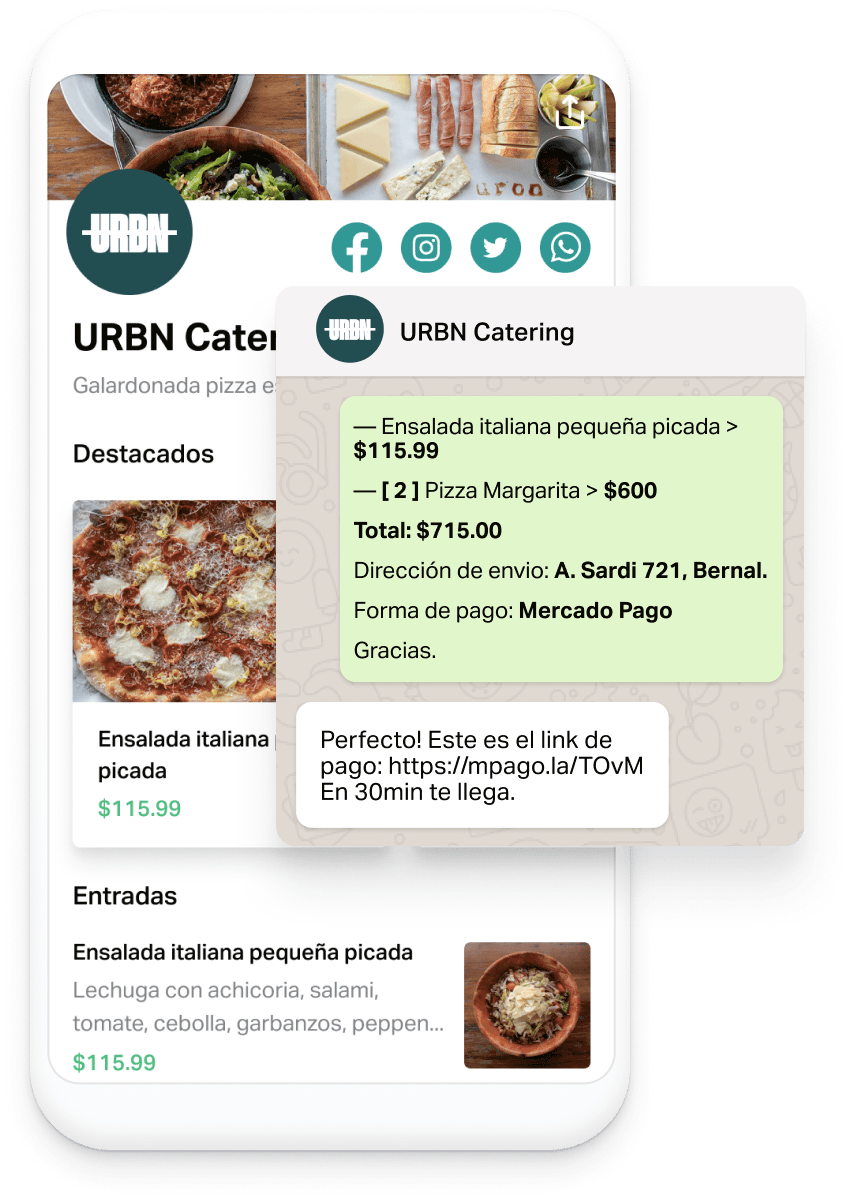 uron
URBN
URBN Cater
Galardonada pizza e
Destacados
Ensalada italiana
picada
$115.99
Entradas
Ensalada italiana pequeña picada
Lechuga con achicoria, salami,
tomate, cebolla, garbanzos, peppen...
$115.99
URBN
URBN Catering
— Ensalada italiana pequeña picada >
$115.99
— [ 2 ] Pizza Margarita > $600
Total: $715.00
Dirección de envio: A. Sardi 721, Bernal.
Forma de pago: Mercado Pago
Gracias.
Perfecto! Este es el link de
pago: https://mpago.la/TOvM
En 30min te llega.